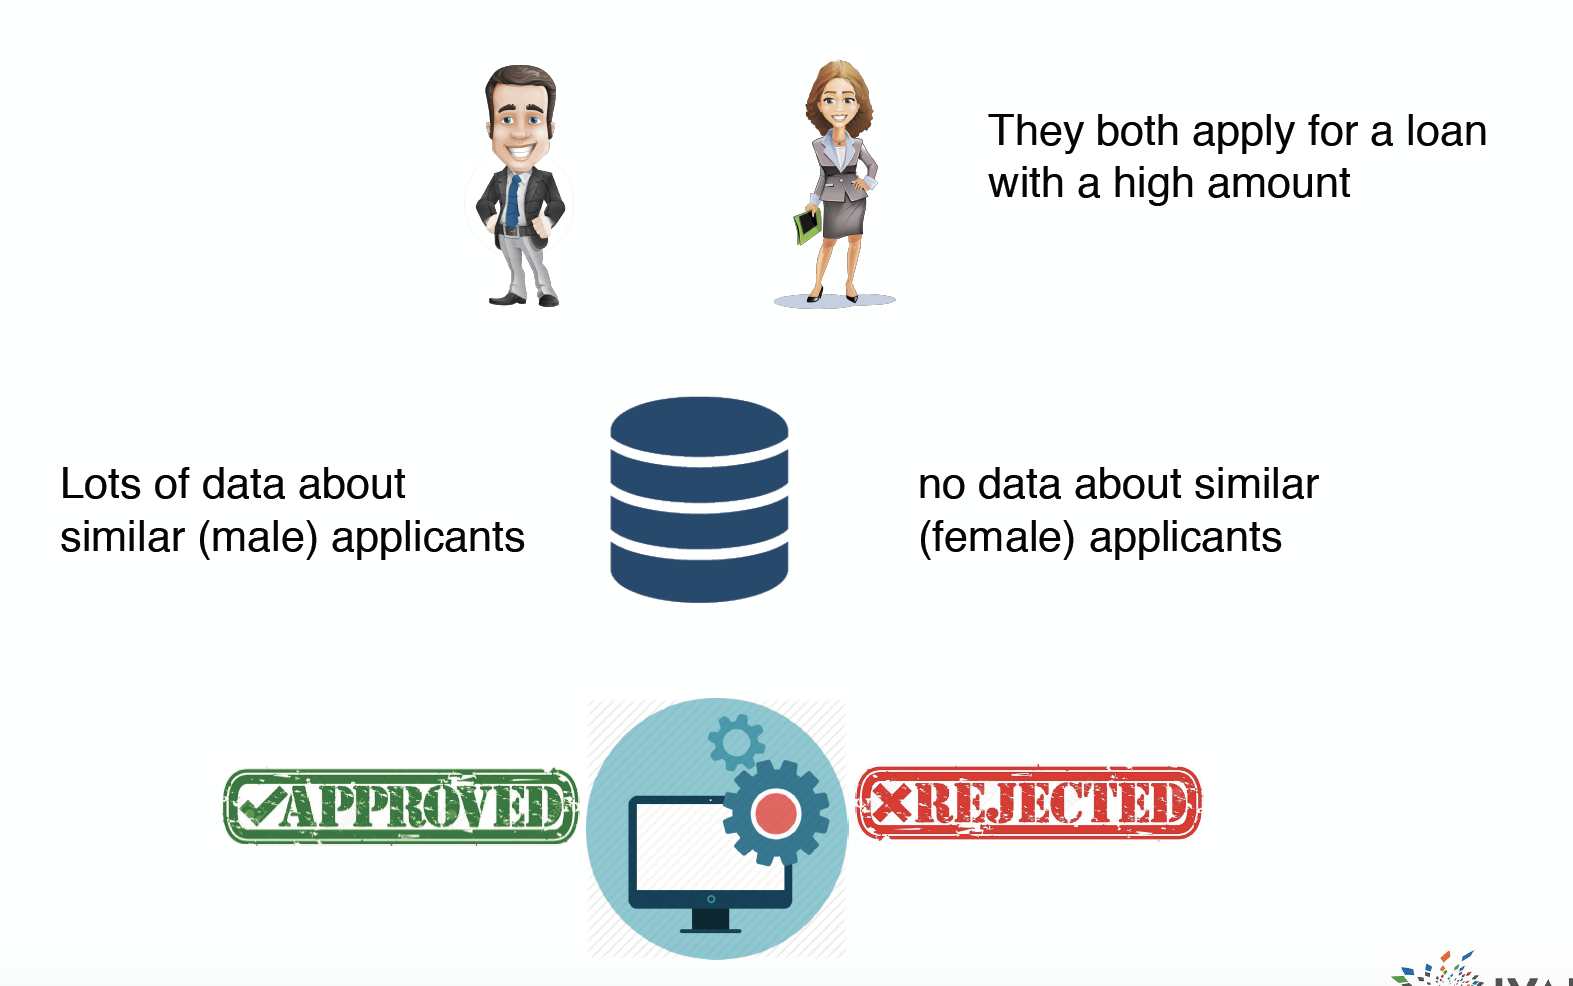 They both apply for a loan
with a high amount
Lots of data about
similar (male) applicants
no data about similar
(female) applicants
APPROVED
REJECTED